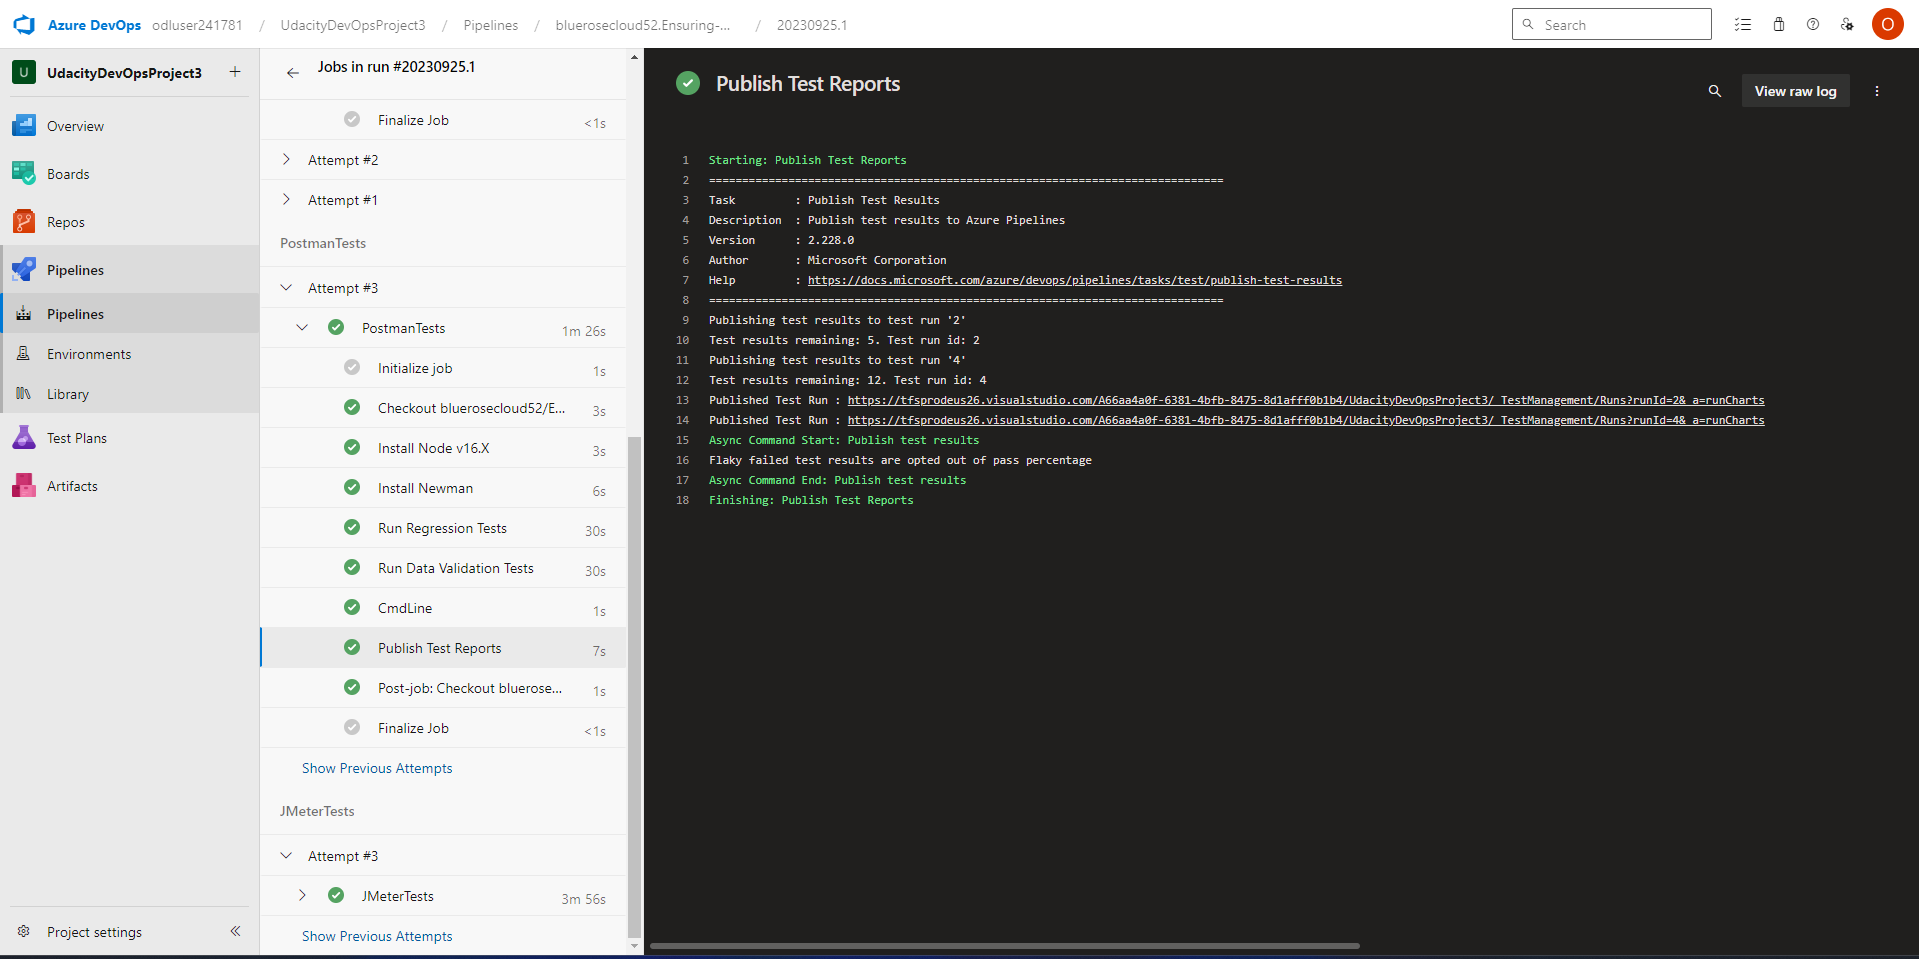 Azure DevOps odluser241781 / UdacityDevOpsProject3 / Pipelines / bluerosecloud52.Ensuring-... / 20230925.1
Search
O
U UdacityDevOpsProject3 +
Overview
Boards
Repos
Pipelines
Pipelines
Environments
Library
Test Plans
Artifacts
Project settings
Jobs in run #20230925.1
Finalize Job <1s
Attempt #2
Attempt #1
PostmanTests
Attempt #3
PostmanTests 1m 26s
Initialize job 1s
Checkout bluerosecloud52/E... 3s
Install Node v16.X 3s
Install Newman 6s
Run Regression Tests 30s
Run Data Validation Tests 30s
CmdLine 1s
Publish Test Reports 7s
Post-job: Checkout bluerose... 1s
Finalize Job <1s
Show Previous Attempts
JMeterTests
Attempt #3
JMeterTests 3m 56s
Show Previous Attempts
Publish Test Reports
View raw log
1 Starting: Publish Test Reports
2 ==============================================================================
3 Task : Publish Test Results
4 Description : Publish test results to Azure Pipelines
5 Version : 2.228.0
6 Author : Microsoft Corporation
7 Help : https://docs.microsoft.com/azure/devops/pipelines/tasks/test/publish-test-results
8 ==============================================================================
9 Publishing test results to test run '2'
10 Test results remaining: 5. Test run id: 2
11 Publishing test results to test run '4'
12 Test results remaining: 12. Test run id: 4
13 Published Test Run : https://tfsprodeus26.visualstudio.com/A66aa4a0f-6381-4bfb-8475-8d1afff0b1b4/UdacityDevOpsProject3/_TestManagement/Runs?runId=2&_a=runCharts
14 Published Test Run : https://tfsprodeus26.visualstudio.com/A66aa4a0f-6381-4bfb-8475-8d1afff0b1b4/UdacityDevOpsProject3/_TestManagement/Runs?runId=4&_a=runCharts
15 Async Command Start: Publish test results
16 Flaky failed test results are opted out of pass percentage
17 Async Command End: Publish test results
18 Finishing: Publish Test Reports